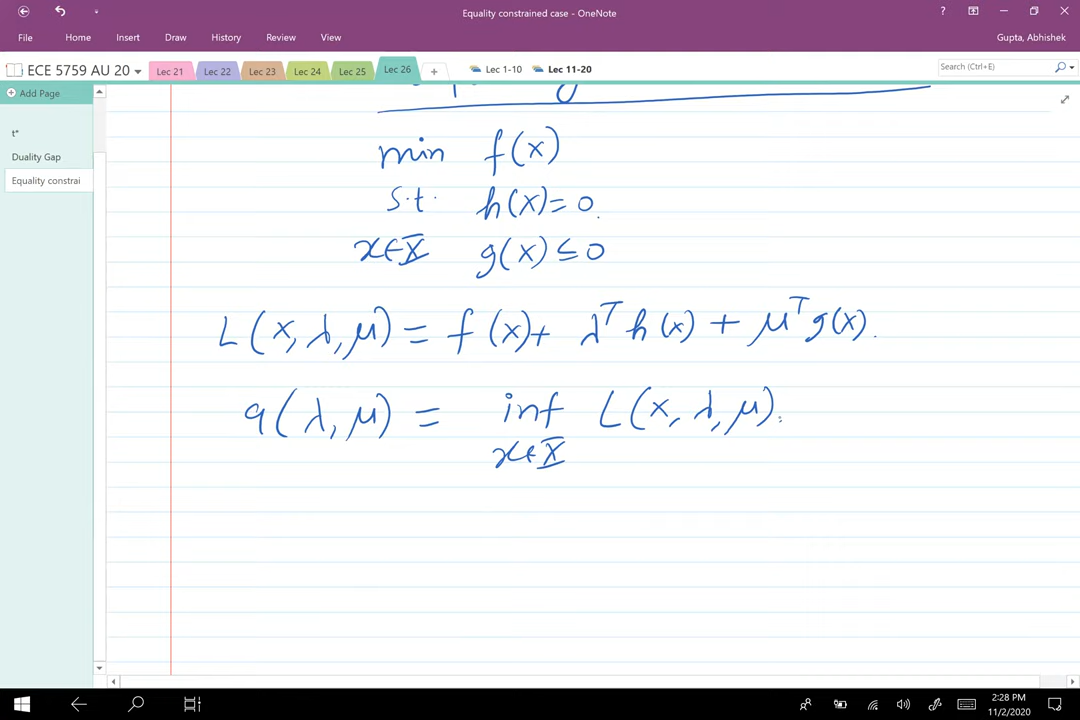 Equality constrained case - OneNote
? Gupta, Abhishek
File Home Insert Draw History Review View
ECE 5759 AU 20 Lec 21 Lec 22 Lec 23 Lec 24 Lec 25 Lec 26 + Lec 1-10 Lec 11-20 Search (Ctrl+E)
Add Page
t*
Duality Gap
Equality constrai
min f(x)
s.t. h(x)=0.
x∈X g(x)≤0
L(x,λ,μ) = f(x)+ λᵀh(x) + μᵀg(x).
q(λ,μ) = inf L(x,λ,μ).
x∈X
2:28 PM
11/2/2020